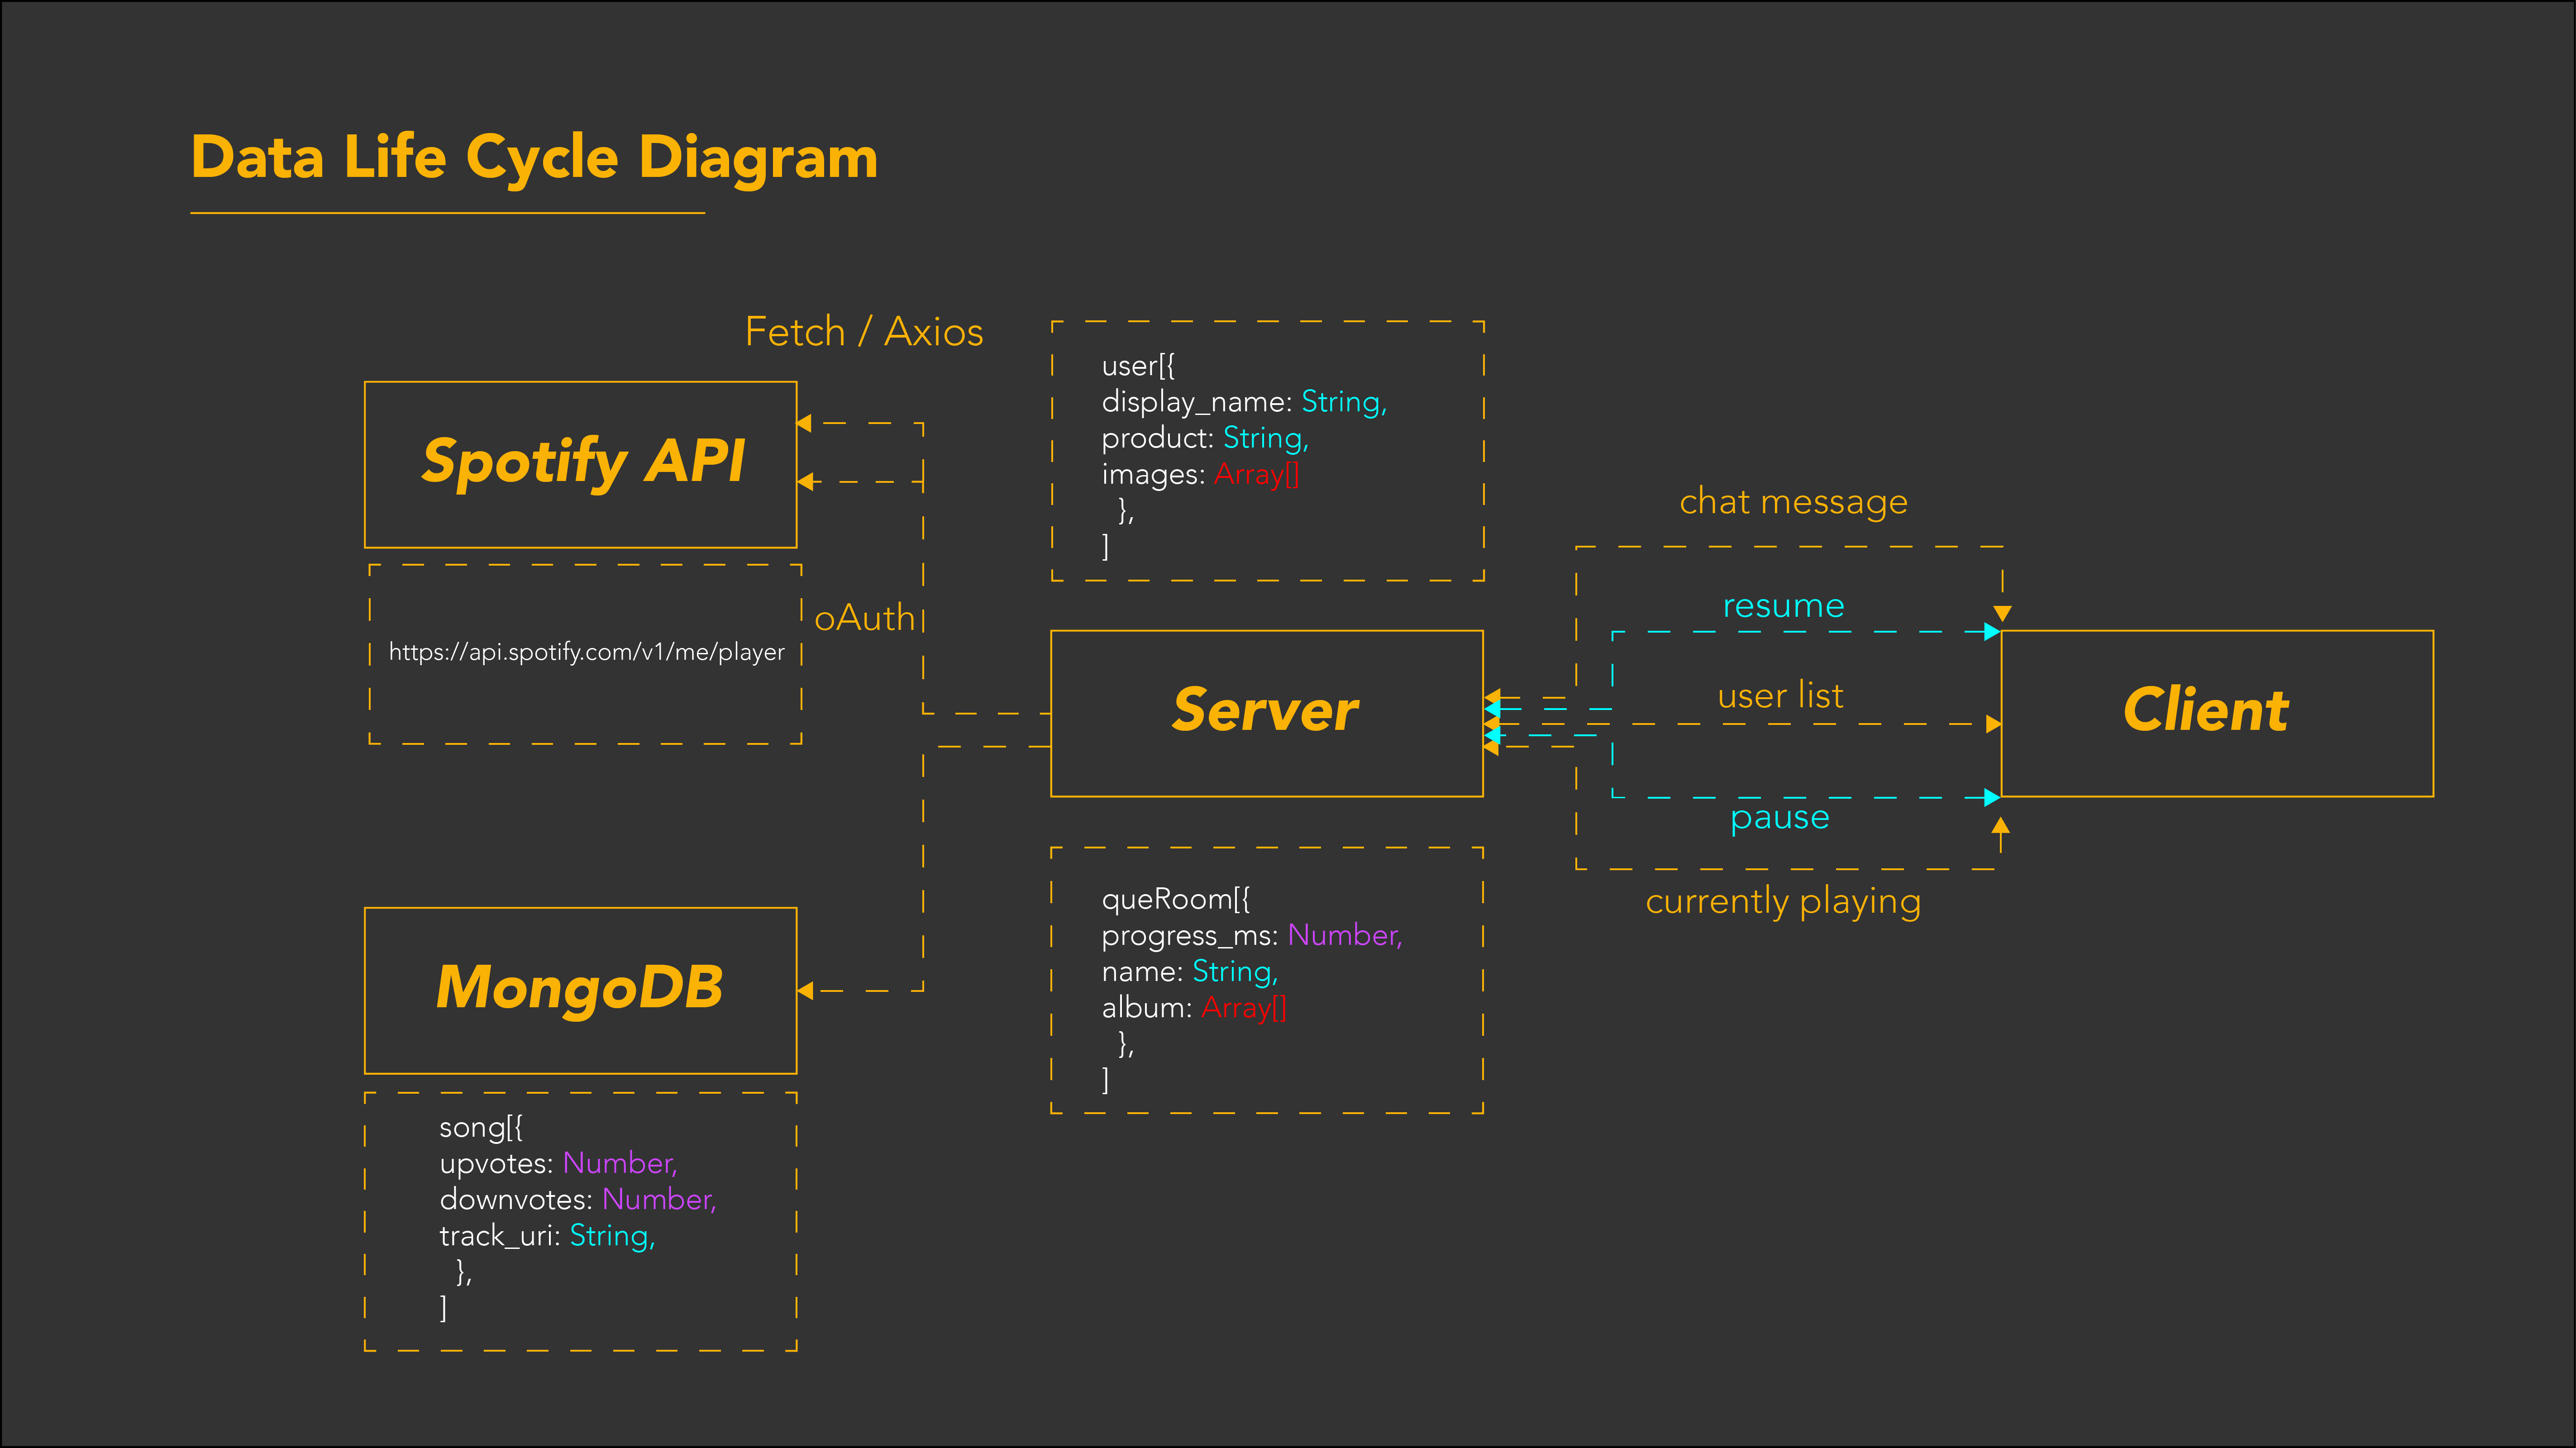 Data Life Cycle Diagram
Fetch / Axios
Spotify API
https://api.spotify.com/v1/me/player
oAuth
user[{
display_name: String,
product: String,
images: Array[]
},
]
Server
chat message
resume
user list
pause
currently playing
Client
queRoom[{
progress_ms: Number,
name: String,
album: Array[]
},
]
MongoDB
song[{
upvotes: Number,
downvotes: Number,
track_uri: String,
},
]